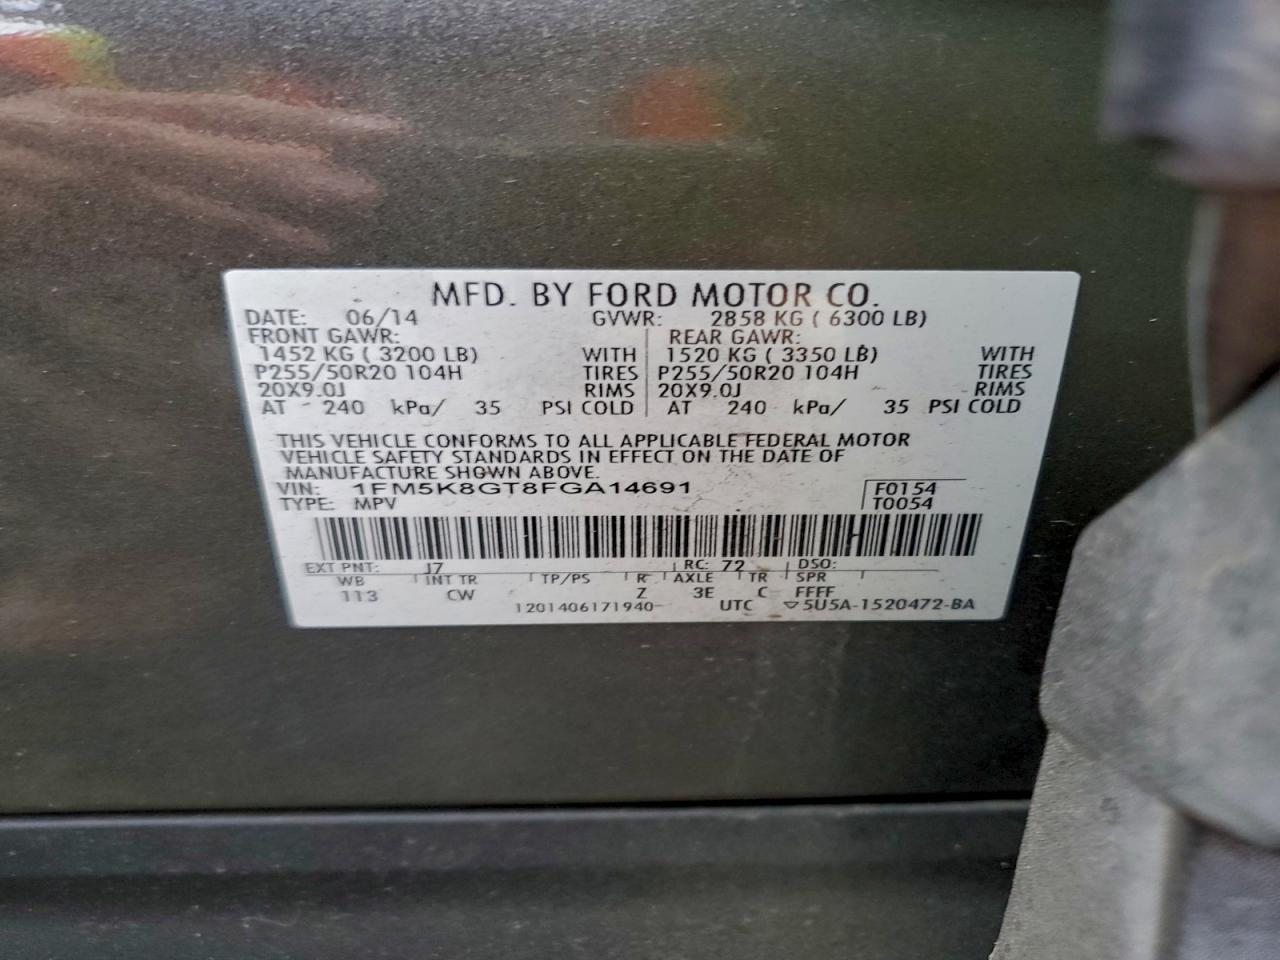 MFD. BY FORD MOTOR CO.
DATE: 06/14 GVWR: 2858 KG ( 6300 LB)
FRONT GAWR: REAR GAWR:
1452 KG ( 3200 LB) WITH 1520 KG ( 3350 LB) WITH
P255/50R20 104H TIRES P255/50R20 104H TIRES
20X9.0J RIMS 20X9.0J RIMS
AT 240 kPa/ 35 PSI COLD AT 240 kPa/ 35 PSI COLD
THIS VEHICLE CONFORMS TO ALL APPLICABLE FEDERAL MOTOR
VEHICLE SAFETY STANDARDS IN EFFECT ON THE DATE OF
MANUFACTURE SHOWN ABOVE.
VIN: 1FM5K8GT8FGA14691 F0154
TYPE: MPV T0054
EXT PNT: J7 RC: 72 DSO:
WB INT TR TP/PS R AXLE TR SPR
113 CW Z 3E C FFFF
1201406171940 UTC ▽5U5A-1520472-BA